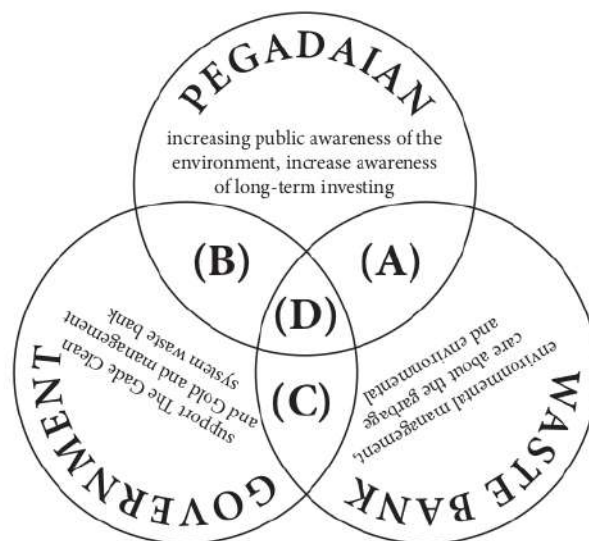 PEGADAIAN
increasing public awareness of the
environment, increase awareness
of long-term investing
(B)
(A)
(D)
(C)
support The Gade Clean
and Gold and management
system waste bank
GOVERNMENT
environmental management,
care about the garbage
and environmental
WASTE BANK